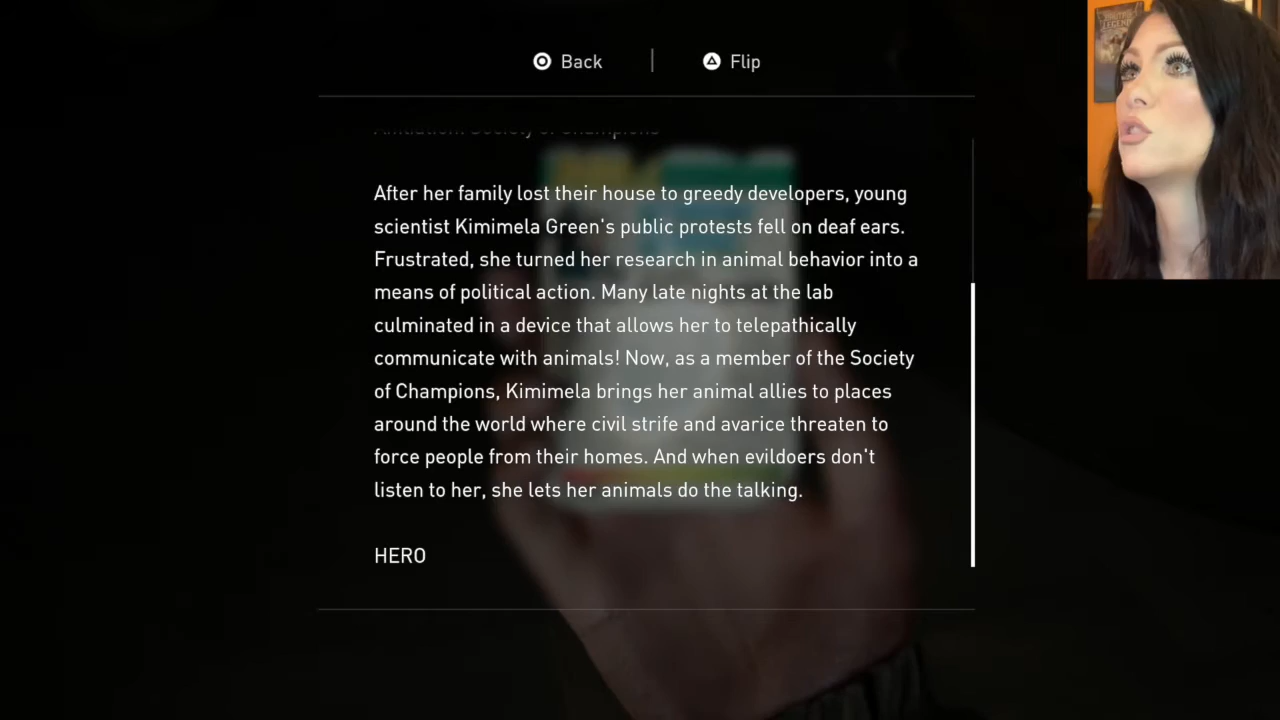 Back | Flip
Affiliation: Society of Champions
After her family lost their house to greedy developers, young
scientist Kimimela Green's public protests fell on deaf ears.
Frustrated, she turned her research in animal behavior into a
means of political action. Many late nights at the lab
culminated in a device that allows her to telepathically
communicate with animals! Now, as a member of the Society
of Champions, Kimimela brings her animal allies to places
around the world where civil strife and avarice threaten to
force people from their homes. And when evildoers don't
listen to her, she lets her animals do the talking.
HERO